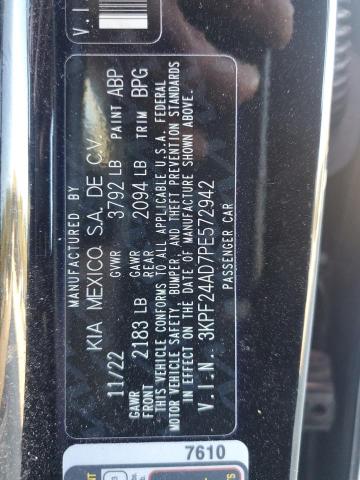 MANUFACTURED BY
KIA MEXICO, S.A. DE C.V.
11/22 GVWR 3792 LB PAINT ABP
GAWR FRONT 2183 LB GAWR REAR 2094 LB TRIM BPG
THIS VEHICLE CONFORMS TO ALL APPLICABLE U.S.A. FEDERAL
MOTOR VEHICLE SAFETY, BUMPER, AND THEFT PREVENTION STANDARDS
IN EFFECT ON THE DATE OF MANUFACTURE SHOWN ABOVE.
V.I.N. 3KPF24AD7PE572942
PASSENGER CAR
7610